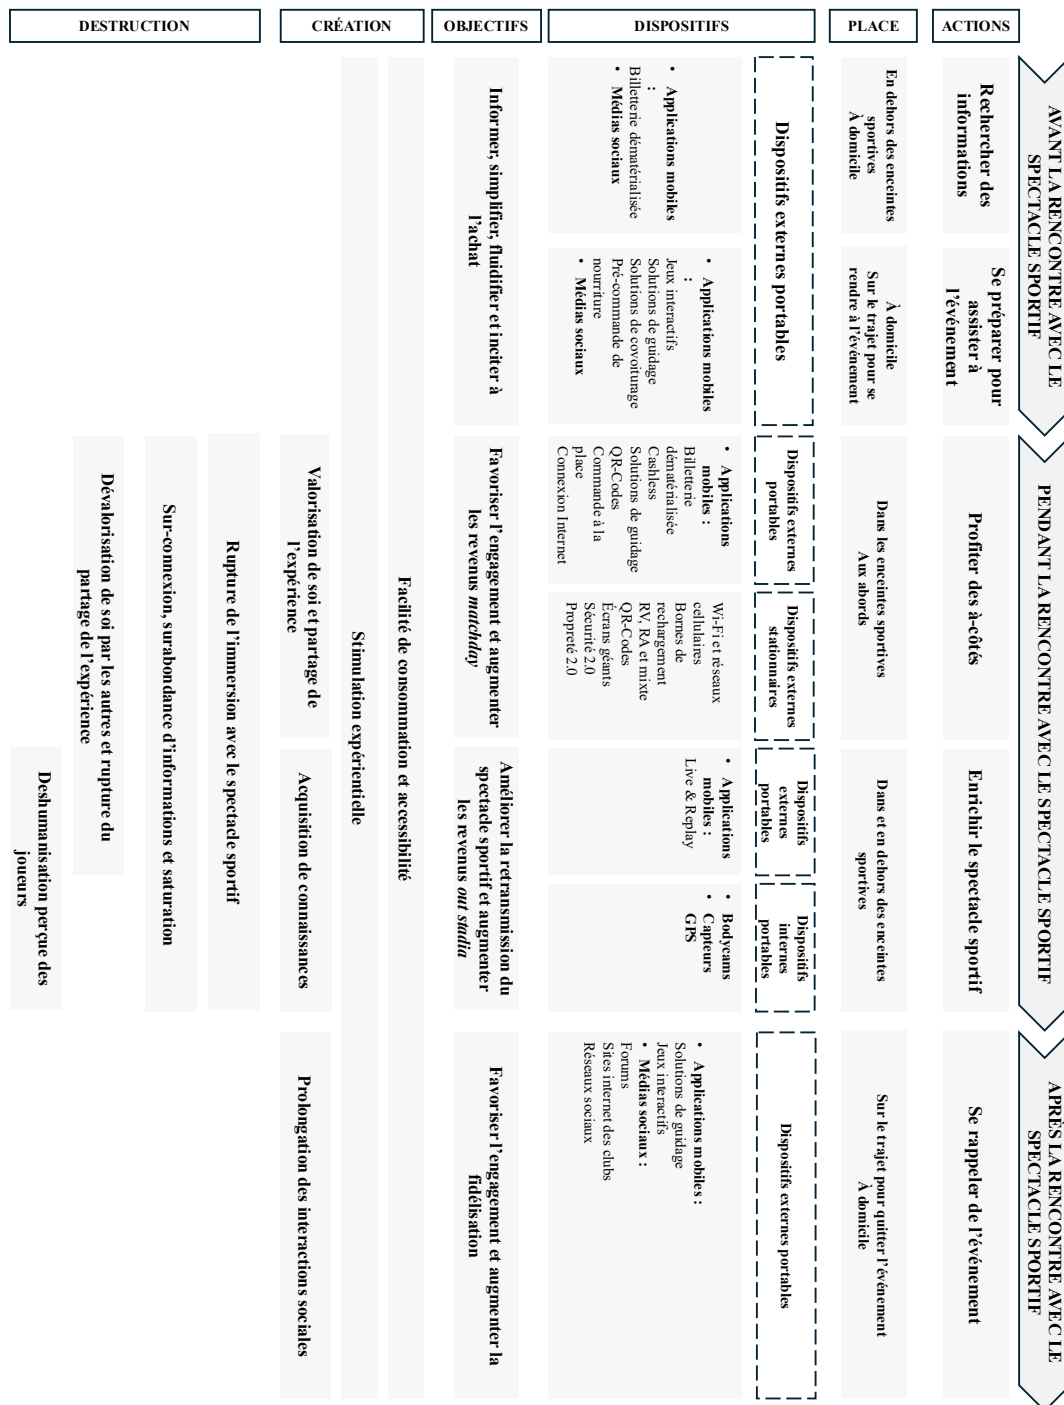 AVANT LA RENCONTRE AVEC LE
SPECTACLE SPORTIF
PENDANT LA RENCONTRE AVEC LE SPECTACLE SPORTIF
APRÈS LA RENCONTRE AVEC LE
SPECTACLE SPORTIF
ACTIONS
Rechercher des
informations
Se préparer pour
assister à
l'événement
Profiter des à-côtés
Enrichir le spectacle sportif
Se rappeler de l'événement
PLACE
En dehors des enceintes
sportives
À domicile
À domicile
Sur le trajet pour se
rendre à l'événement
Dans les enceintes sportives
Aux abords
Dans et en dehors des enceintes
sportives
Sur le trajet pour quitter l'événement
À domicile
DISPOSITIFS
Dispositifs externes portables
Dispositifs externes
portables
Dispositifs externes
stationnaires
Dispositifs
externes
portables
Dispositifs
internes
portables
Dispositifs externes portables
• Applications mobiles
:
Billetterie dématérialisée
• Médias sociaux
• Applications mobiles
:
Jeux interactifs
Solutions de guidage
Solutions de covoiturage
Pré-commande de
nourriture
• Médias sociaux
• Applications
mobiles :
Billetterie
dématérialisée
Cashless
Solutions de guidage
QR-Codes
Commande à la
place
Connexion Internet
Wi-Fi et réseaux
cellulaires
Bornes de
rechargement
RV, RA et mixte
QR-Codes
Écrans géants
Sécurité 2.0
Propreté 2.0
• Applications
mobiles :
Live & Replay
• Bodycams
• Capteurs
GPS
• Applications mobiles :
Solutions de guidage
Jeux interactifs
• Médias sociaux :
Forums
Sites internet des clubs
Réseaux sociaux
OBJECTIFS
Informer, simplifier, fluidifier et inciter à
l'achat
Favoriser l'engagement et augmenter
les revenus matchday
Améliorer la retransmission du
spectacle sportif et augmenter
les revenus out stadia
Favoriser l'engagement et augmenter la
fidélisation
CRÉATION
Facilité de consommation et accessibilité
Stimulation expérientielle
Valorisation de soi et partage de
l'expérience
Acquisition de connaissances
Prolongation des interactions sociales
DESTRUCTION
Rupture de l'immersion avec le spectacle sportif
Sur-connexion, surabondance d'informations et saturation
Dévalorisation de soi par les autres et rupture du
partage de l'expérience
Deshumanisation perçue des
joueurs